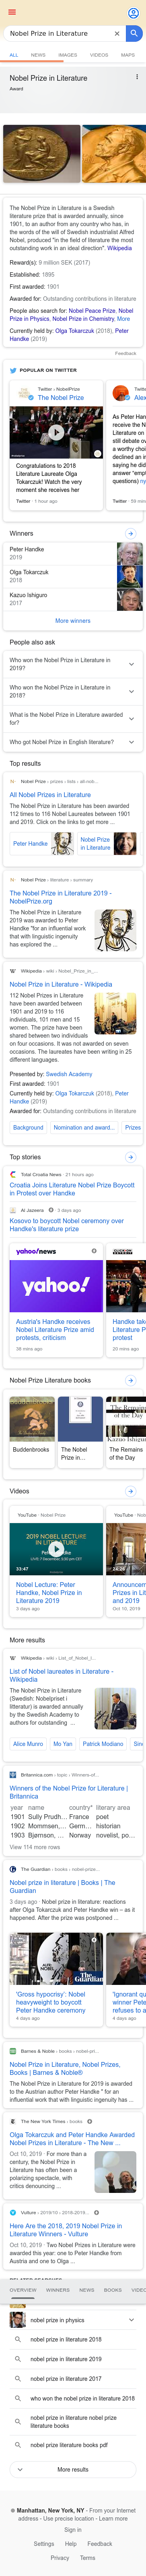 Nobel Prize in Literature
ALL NEWS IMAGES VIDEOS MAPS
Nobel Prize in Literature
Award
The Nobel Prize in Literature is a Swedish
literature prize that is awarded annually, since
1901, to an author from any country who has, in
the words of the will of Swedish industrialist Alfred
Nobel, produced "in the field of literature the most
outstanding work in an ideal direction". Wikipedia
Reward(s): 9 million SEK (2017)
Established: 1895
First awarded: 1901
Awarded for: Outstanding contributions in literature
People also search for: Nobel Peace Prize, Nobel
Prize in Physics, Nobel Prize in Chemistry, More
Currently held by: Olga Tokarczuk (2018), Peter
Handke (2019)
Feedback
POPULAR ON TWITTER
Twitter › NobelPrize
The Nobel Prize
Congratulations to 2018
Literature Laureate Olga
Tokarczuk! Watch the very
moment she receives her
Twitter · 1 hour ago
As Peter Han
receive the
Literature on
still debate o
a worthy cho
discussion
saying he did
answer "emp
questions) ny
Twitter · 59 min
Winners
Peter Handke
2019
Olga Tokarczuk
2018
Kazuo Ishiguro
2017
More winners
People also ask
Who won the Nobel Prize in Literature in
2019?
Who won the Nobel Prize in Literature in
2018?
What is the Nobel Prize in Literature awarded
for?
Who got Nobel Prize in English literature?
Top results
Nobel Prize › prizes › lists › all-nob...
All Nobel Prizes in Literature
The Nobel Prize in Literature has been awarded
112 times to 116 Nobel Laureates between 1901
and 2019. Click on the links to get more ...
Peter Handke
Nobel Prize
in Literature
Nobel Prize › literature › summary
The Nobel Prize in Literature 2019 -
NobelPrize.org
The Nobel Prize in Literature
2019 was awarded to Peter
Handke "for an influential work
that with linguistic ingenuity
has explored the ...
Wikipedia › wiki › Nobel_Prize_in_...
Nobel Prize in Literature - Wikipedia
112 Nobel Prizes in Literature
have been awarded between
1901 and 2019 to 116
individuals, 101 men and 15
women. The prize has been
shared between two individuals
on four occasions. It was not awarded on seven
occasions. The laureates have been writing in 25
different languages.
Presented by: Swedish Academy
First awarded: 1901
Currently held by: Olga Tokarczuk (2018), Peter
Handke (2019)
Awarded for: Outstanding contributions in literature
Background Nomination and award... Prizes
Top stories
Total Croatia News · 21 hours ago
Croatia Joins Literature Nobel Prize Boycott
in Protest over Handke
Al Jazeera 3 days ago
Kosovo to boycott Nobel ceremony over
Handke's literature prize
yahoo!news
yahoo!
Austria's Handke receives
Nobel Literature Prize amid
protests, criticism
38 mins ago
Handke take
Literature P
protest
20 mins ago
Nobel Prize Literature books
Buddenbrooks
The Nobel
Prize in...
The Remains
of the Day
Videos
YouTube · Nobel Prize
2019 NOBEL LECTURE
IN LITERATURE
33:47
Nobel Lecture: Peter
Handke, Nobel Prize in
Literature 2019
3 days ago
Announcem
Prizes in Lit
and 2019
Oct 10, 2019
More results
Wikipedia › wiki › List_of_Nobel_l...
List of Nobel laureates in Literature -
Wikipedia
The Nobel Prize in Literature
(Swedish: Nobelpriset i
litteratur) is awarded annually
by the Swedish Academy to
authors for outstanding ...
Alice Munro Mo Yan Patrick Modiano
Britannica.com › topic › Winners-of...
Winners of the Nobel Prize for Literature |
Britannica
year name country* literary area
1901 Sully Prudh... France poet
1902 Mommsen,... Germ... historian
1903 Bjørnson, ... Norway novelist, po...
View 114 more rows
The Guardian › books › nobel-prize...
Nobel prize in literature | Books | The
Guardian
3 days ago · Nobel prize in literature: reactions
after Olga Tokarczuk and Peter Handke win – as it
happened. After the prize was postponed ...
The Guardian
'Gross hypocrisy': Nobel
heavyweight to boycott
Peter Handke ceremony
4 days ago
'Ignorant qu
winner Pete
refuses to a
4 days ago
Barnes & Noble › books › nobel-pri...
Nobel Prize in Literature, Nobel Prizes,
Books | Barnes & Noble®
The Nobel Prize in Literature for 2019 is awarded
to the Austrian author Peter Handke " for an
influential work that with linguistic ingenuity has ...
The New York Times › books
Olga Tokarczuk and Peter Handke Awarded
Nobel Prizes in Literature - The New ...
Oct 10, 2019 · For more than a
century, the Nobel Prize in
Literature has often been a
polarizing spectacle, with
critics denouncing ...
Vulture › 2019/10 › 2018-2019...
Here Are the 2018, 2019 Nobel Prize in
Literature Winners - Vulture
Oct 10, 2019 · Two Nobel Prizes in Literature were
awarded this year: one to Peter Handke from
Austria and one to Olga ...
OVERVIEW WINNERS NEWS BOOKS VIDEO
nobel prize in physics
nobel prize in literature 2018
nobel prize in literature 2019
nobel prize in literature 2017
who won the nobel prize in literature 2018
nobel prize in literature nobel prize
literature books
nobel prize literature books pdf
More results
Manhattan, New York, NY - From your Internet
address - Use precise location - Learn more
Sign in
Settings Help Feedback
Privacy Terms